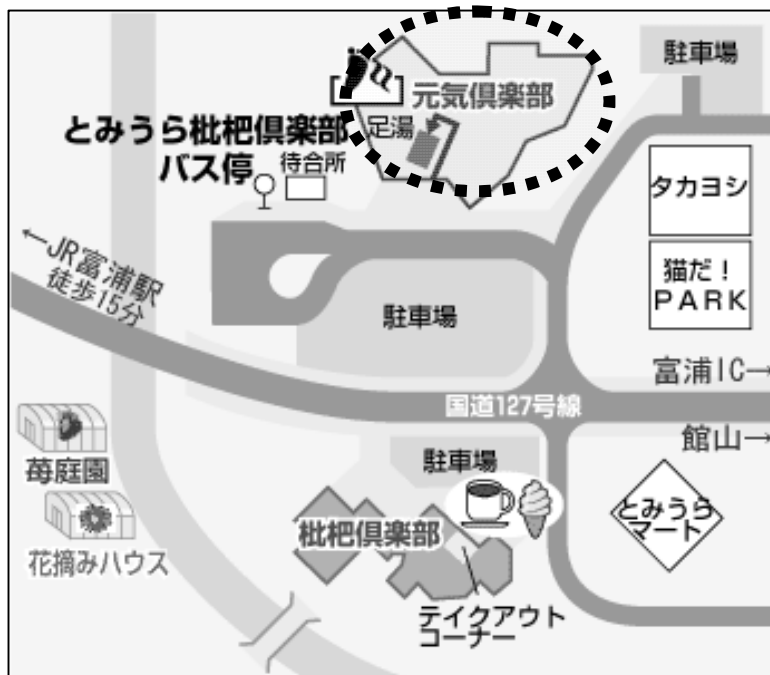 駐車場
元気倶楽部
足湯
とみうら枇杷倶楽部
バス停
待合所
タカヨシ
猫だ！
PARK
←JR富浦駅
徒歩15分
駐車場
富浦IC→
国道127号線
館山→
駐車場
苺庭園
とみうら
マート
枇杷倶楽部
花摘みハウス
テイクアウト
コーナー